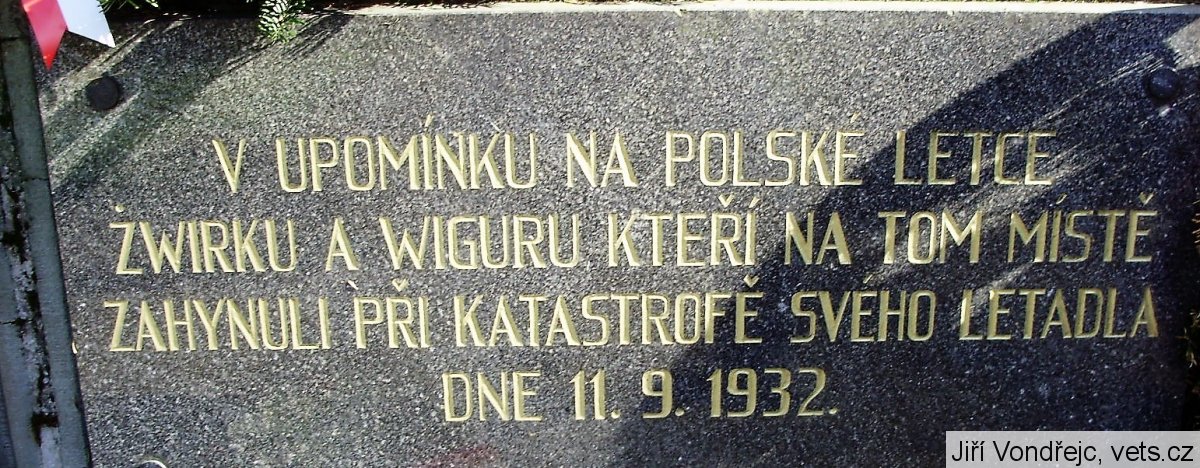 V UPOMÍNKU NA POLSKÉ LETCE
ŻWIRKU A WIGURU KTEŘÍ NA TOM MÍSTĚ
ZAHYNULI PŘI KATASTROFĚ SVÉHO LETADLA
DNE 11. 9. 1932.
Jiří Vondřejc, vets.cz